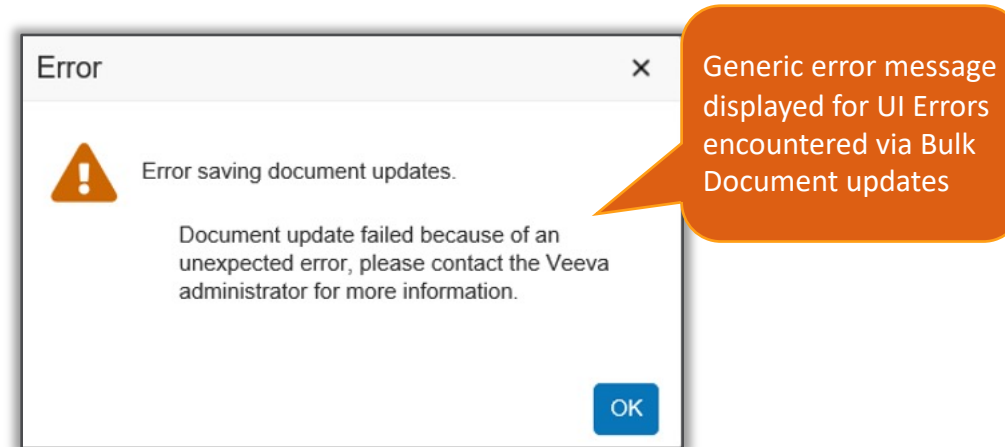 Error
×
Error saving document updates.
Document update failed because of an
unexpected error, please contact the Veeva
administrator for more information.
OK
Generic error message
displayed for UI Errors
encountered via Bulk
Document updates